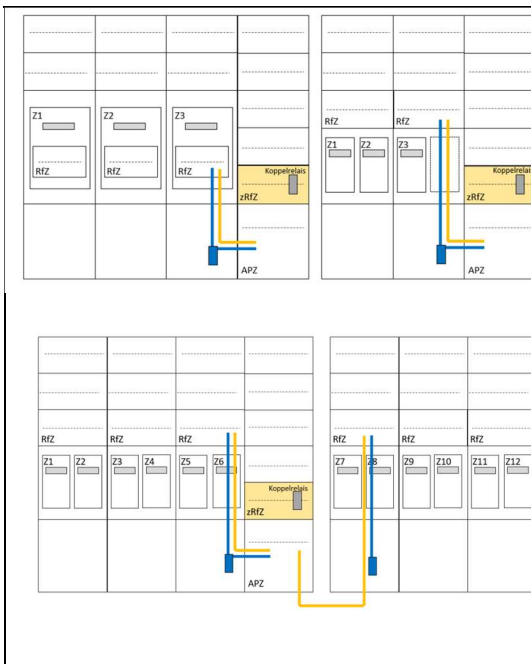 Z1 Z2 Z3
RfZ RfZ RfZ
Koppelrelais
zRfZ
APZ
RfZ RfZ
Z1 Z2 Z3
Koppelrelais
zRfZ
APZ
RfZ RfZ RfZ
Z1 Z2 Z3 Z4 Z5 Z6
Koppelrelais
zRfZ
APZ
RfZ RfZ RfZ
Z7 Z8 Z9 Z10 Z11 Z12